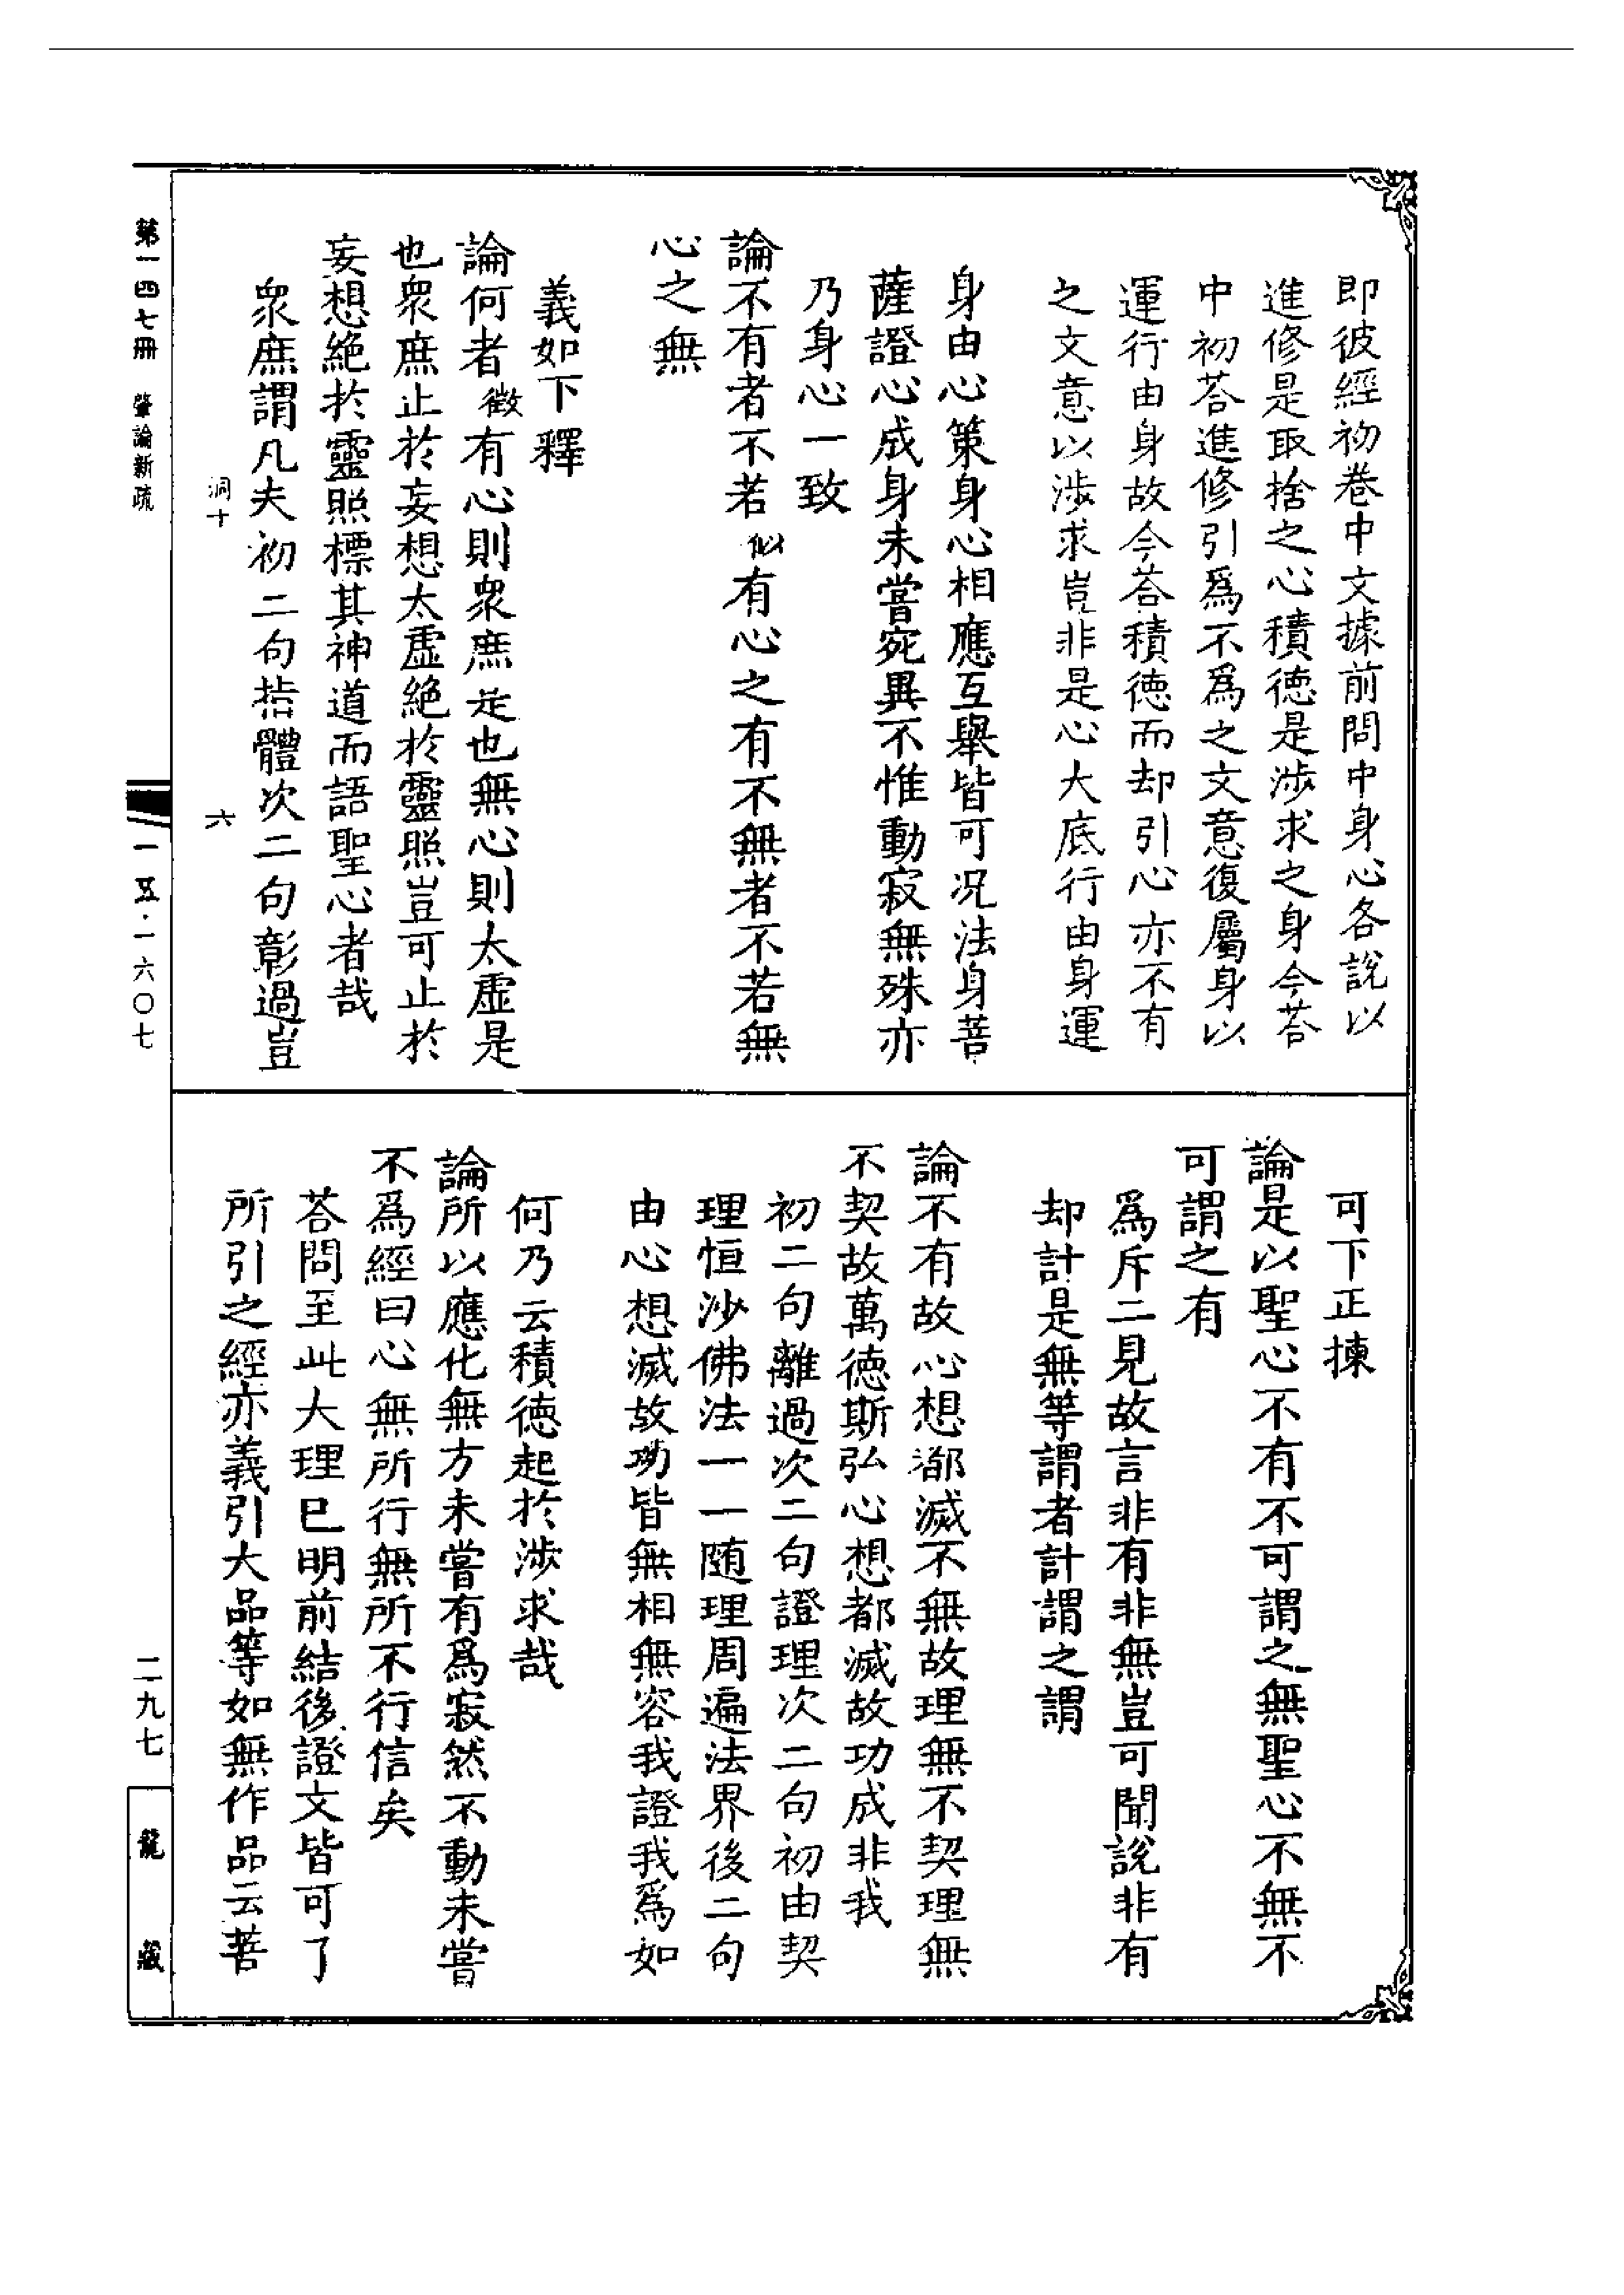 即彼經初卷中文據前問中身心各說以
進修是取捨之心積德是涉求之身今荅
中初荅進修引爲不爲之文意復屬身以
運行由身故今荅積德而却引心亦不有
之文意以涉求豈非是心大底行由身運
身由心策身心相應互舉皆可况法身菩
薩證心成身未嘗宛異不惟動寂無殊亦
乃身心一致
論不有者不若似有心之有不無者不若無
心之無
義如下釋
論何者徵有心則衆庶是也無心則太虛是
也衆庶止於妄想太虛絕於靈照豈可止於
妄想絕於靈照標其神道而語聖心者哉
衆庶謂凡夫初二句指體次二句彰過豈
可下正揀
論是以聖心不有不可謂之無聖心不無不
可謂之有
爲斥二見故言非有非無豈可聞說非有
却計是無等謂者計謂之謂
論不有故心想都滅不無故理無不契理無
不契故萬德斯弘心想都滅故功成非我
初二句離過次二句證理次二句初由契
理恒沙佛法一一随理周遍法界後二句
由心想滅故功皆無相無容我證我爲如
何乃云積德起於涉求哉
論所以應化無方未嘗有爲寂然不動未嘗
不爲經曰心無所行無所不行信矣
荅問至此大理已明前結後證文皆可了
所引之經亦義引大品等如無作品云菩
洞十
六
第一四七冊 肇論新疏
一五·一六〇七
二九七
龍藏